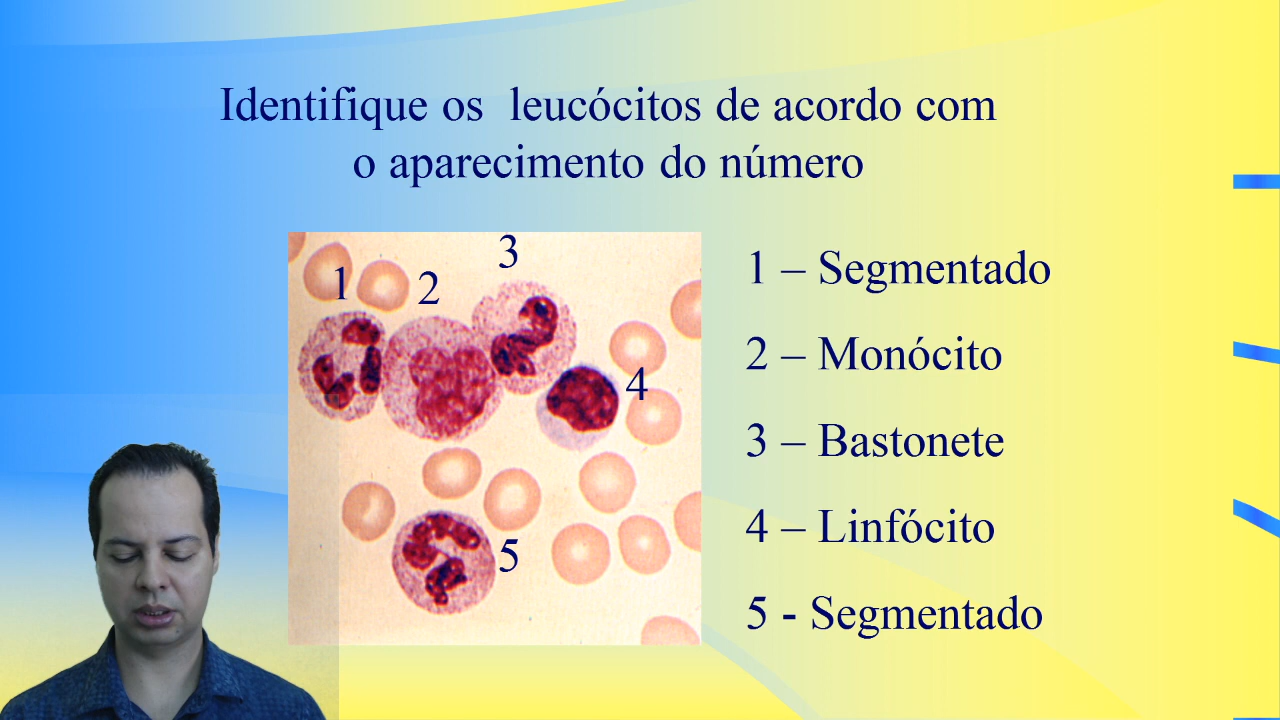 Identifique os  leucócitos de acordo com
o aparecimento do número
1
2
3
4
5
1 – Segmentado
2 – Monócito
3 – Bastonete
4 – Linfócito
5 - Segmentado